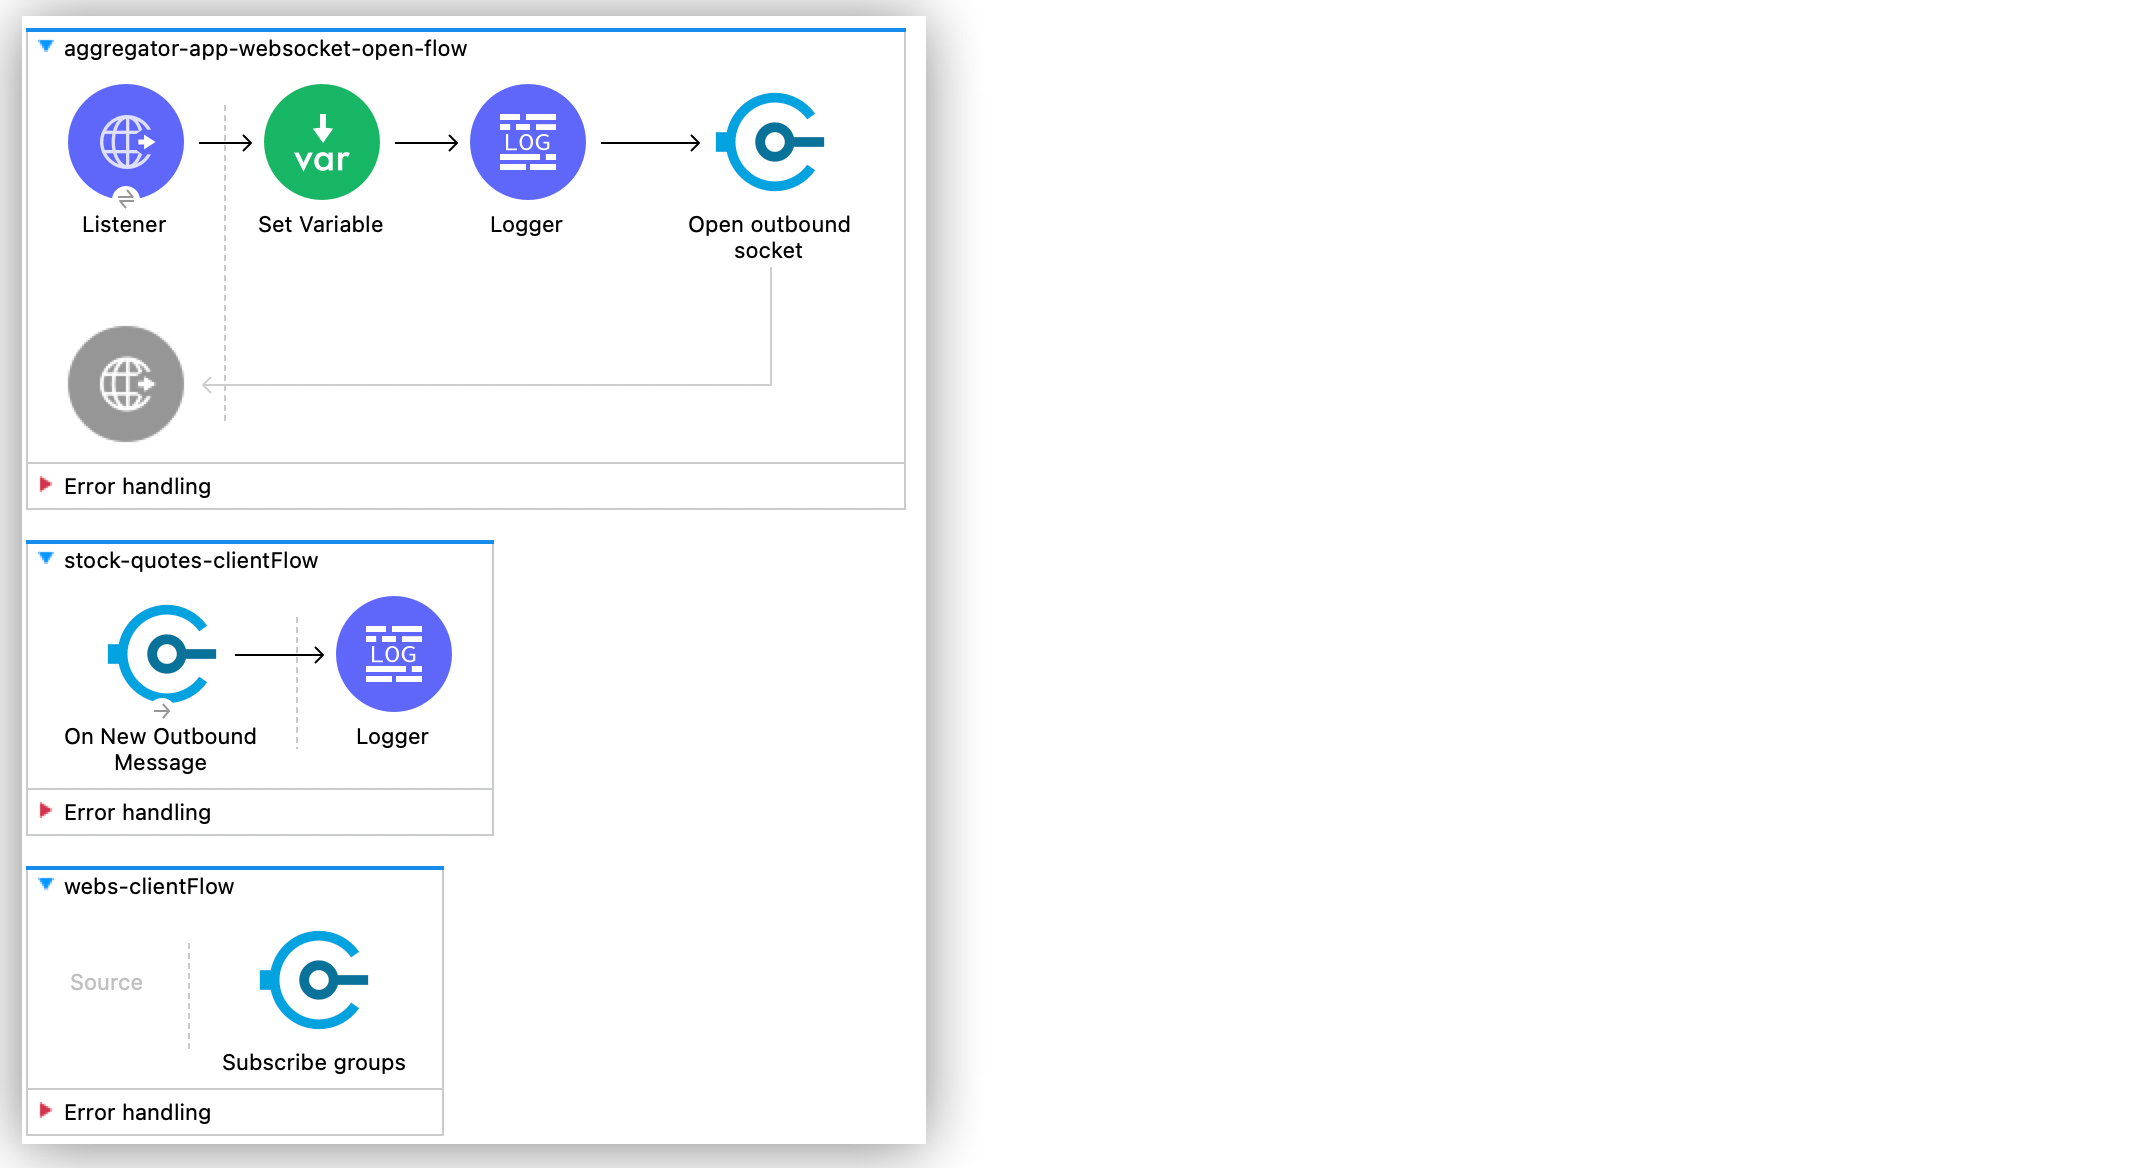 aggregator-app-websocket-open-flow
var
LOG
Listener
Set Variable
Logger
Open outbound
socket
Error handling
stock-quotes-clientFlow
LOG
On New Outbound
Message
Logger
Error handling
webs-clientFlow
Source
Subscribe groups
Error handling